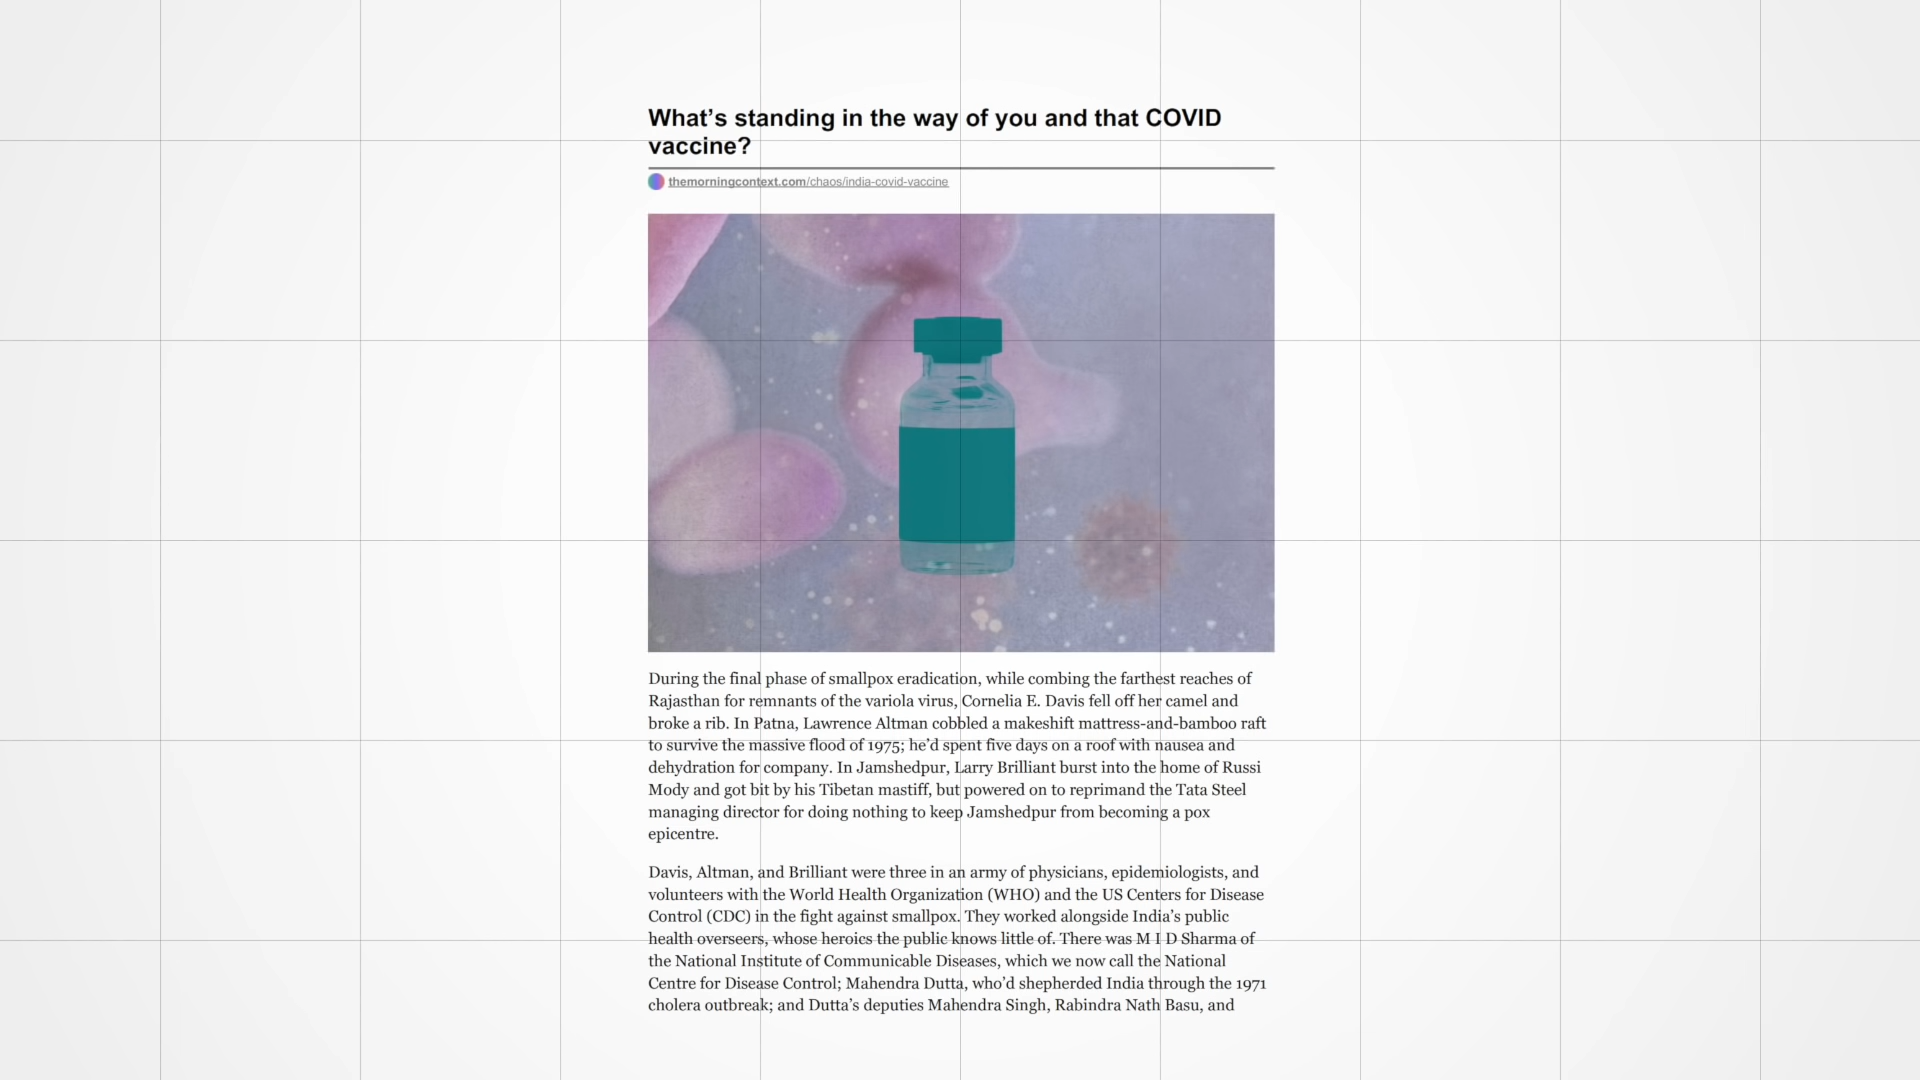 What’s standing in the way of you and that COVID
vaccine?
themorningcontext.com/chaos/india-covid-vaccine
During the final phase of smallpox eradication, while combing the farthest reaches of
Rajasthan for remnants of the variola virus, Cornelia E. Davis fell off her camel and
broke a rib. In Patna, Lawrence Altman cobbled a makeshift mattress-and-bamboo raft
to survive the massive flood of 1975; he’d spent five days on a roof with nausea and
dehydration for company. In Jamshedpur, Larry Brilliant burst into the home of Russi
Mody and got bit by his Tibetan mastiff, but powered on to reprimand the Tata Steel
managing director for doing nothing to keep Jamshedpur from becoming a pox
epicentre.
Davis, Altman, and Brilliant were three in an army of physicians, epidemiologists, and
volunteers with the World Health Organization (WHO) and the US Centers for Disease
Control (CDC) in the fight against smallpox. They worked alongside India’s public
health overseers, whose heroics the public knows little of. There was M I D Sharma of
the National Institute of Communicable Diseases, which we now call the National
Centre for Disease Control; Mahendra Dutta, who’d shepherded India through the 1971
cholera outbreak; and Dutta’s deputies Mahendra Singh, Rabindra Nath Basu, and